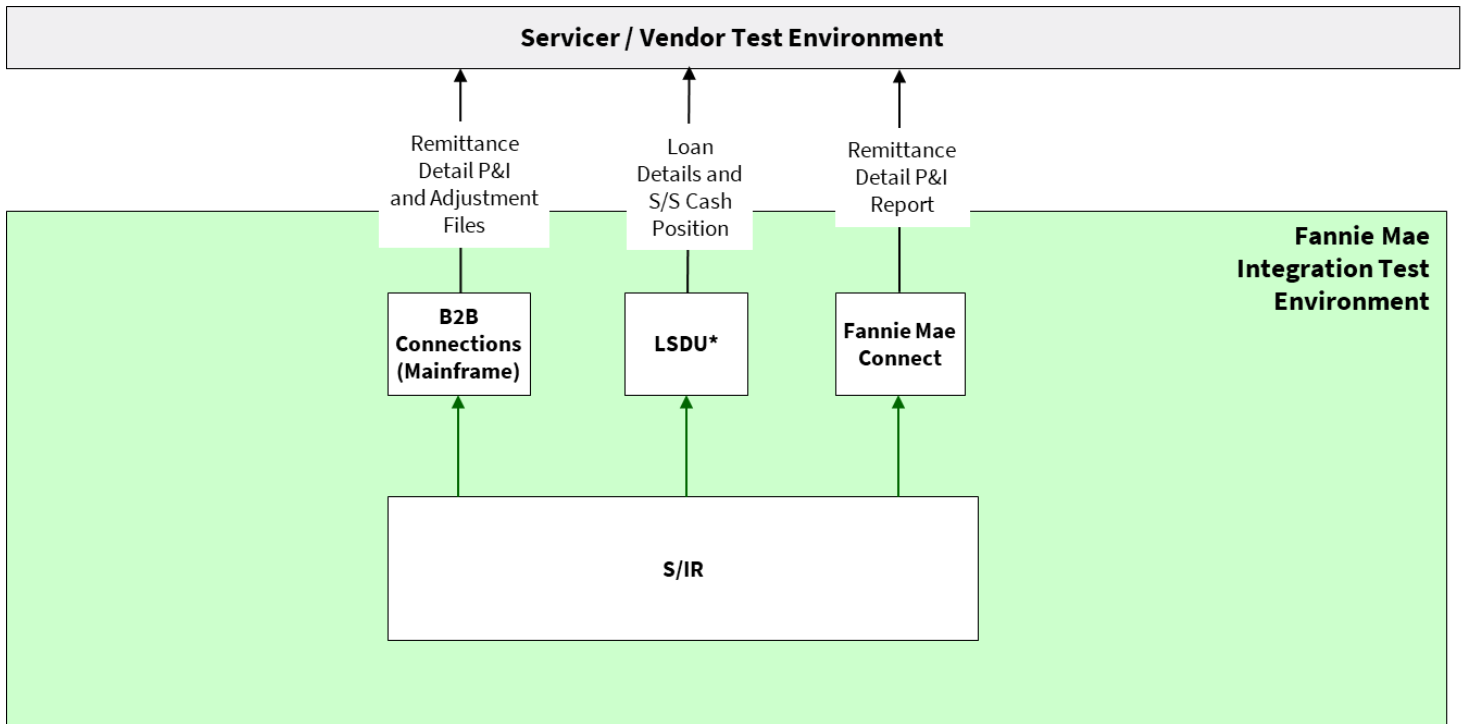 Servicer / Vendor Test Environment
Remittance
Detail P&I
and Adjustment
Files
Loan
Details and
S/S Cash
Position
Remittance
Detail P&I
Report
Fannie Mae
Integration Test
Environment
B2B
Connections
(Mainframe)
LSDU*
Fannie Mae
Connect
S/IR